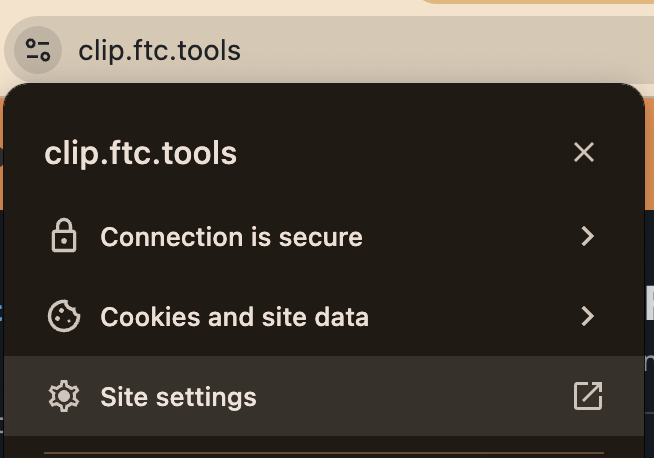 clip.ftc.tools
clip.ftc.tools
Connection is secure
Cookies and site data
Site settings